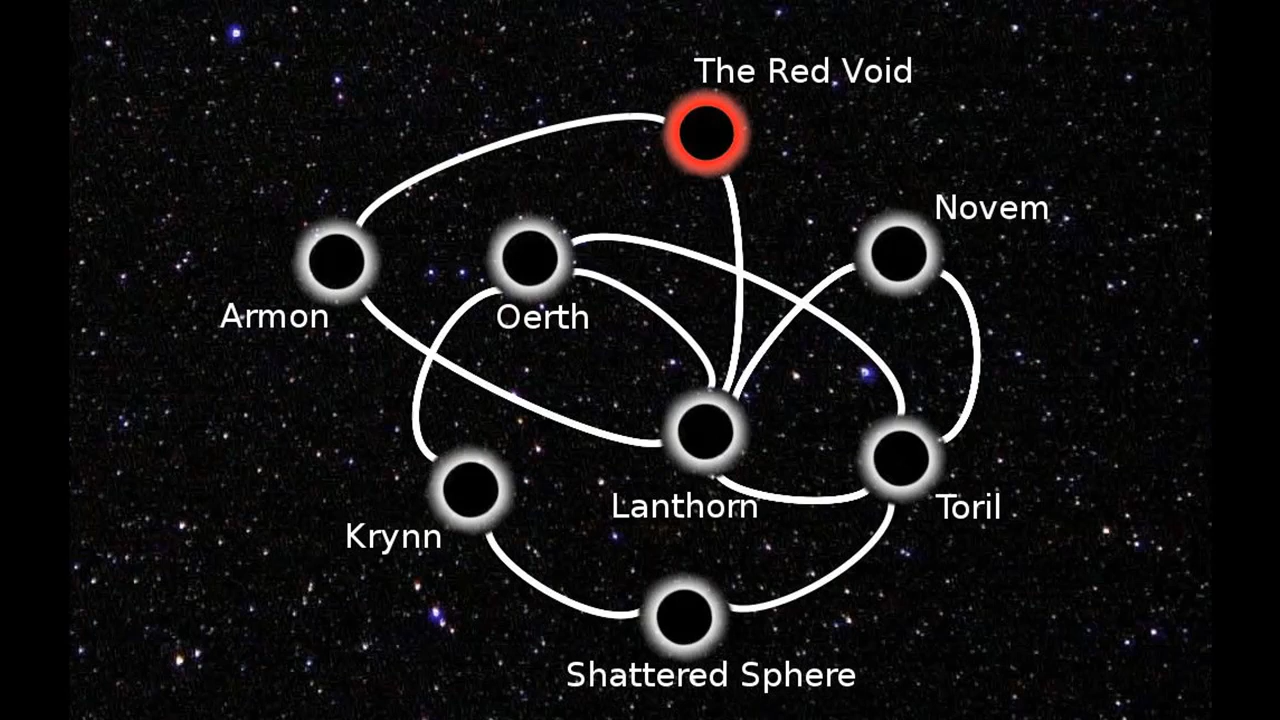 The Red Void
Novem
Armon
Oerth
Lanthorn
Toril
Krynn
Shattered Sphere